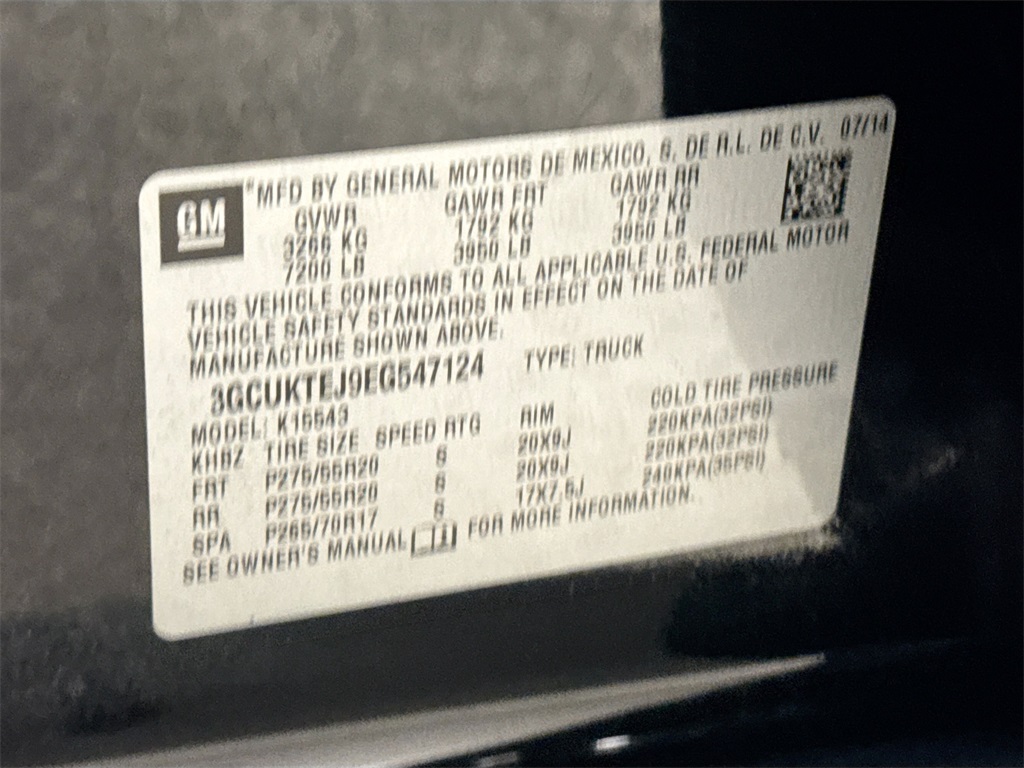 GM
*MFD BY GENERAL MOTORS DE MEXICO, S. DE R.L. DE C.V. 07/14
GVWR GAWR FRT GAWR RR
3266 KG 1792 KG 1792 KG
7200 LB 3950 LB 3950 LB
THIS VEHICLE CONFORMS TO ALL APPLICABLE U.S. FEDERAL MOTOR
VEHICLE SAFETY STANDARDS IN EFFECT ON THE DATE OF
MANUFACTURE SHOWN ABOVE.
3GCUKTEJ9EG547124 TYPE: TRUCK
MODEL: K15543
KHBZ TIRE SIZE SPEED RTG RIM COLD TIRE PRESSURE
FRT P275/55R20 S 20X9J 220KPA(32PSI)
RR P275/55R20 S 20X9J 220KPA(32PSI)
SPA P265/70R17 S 17X7.5J 240KPA(35PSI)
SEE OWNER'S MANUAL FOR MORE INFORMATION.